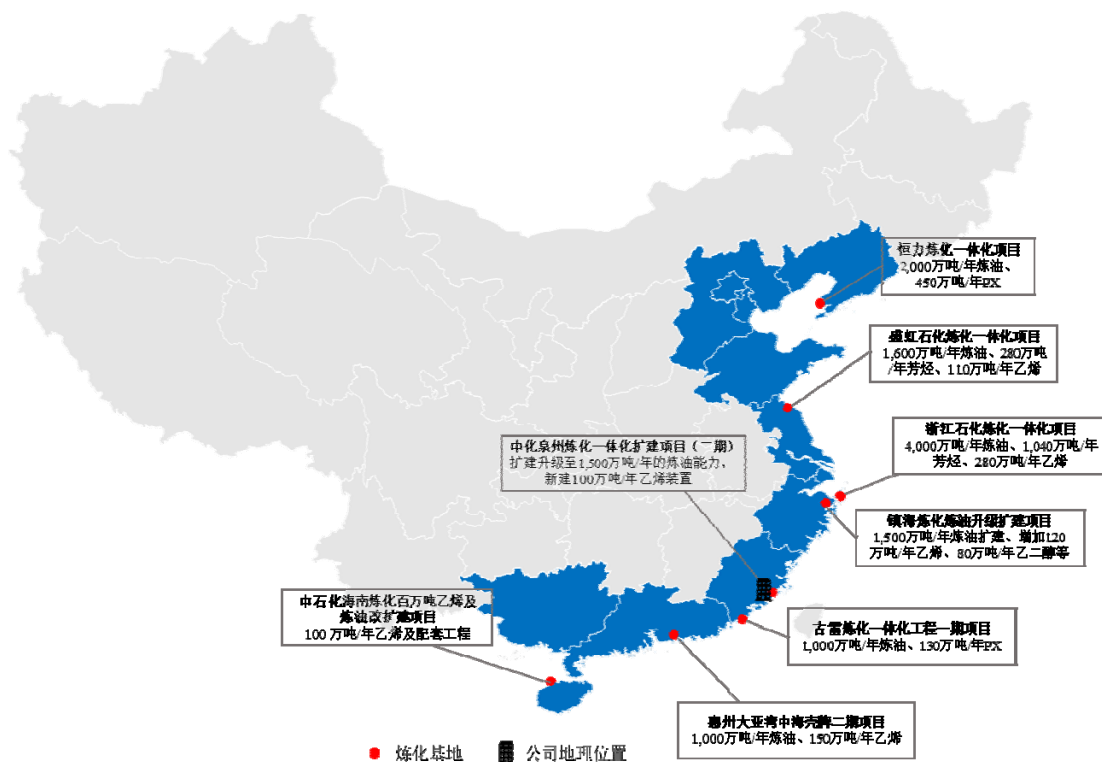 恒力炼化一体化项目
2,000万吨/年炼油、
450万吨/年PX
盛虹石化炼化一体化项目
1,600万吨/年炼油、280万吨
/年芳烃、110万吨/年乙烯
浙江石化炼化一体化项目
4,000万吨/年炼油、1,040万吨/年
芳烃、280万吨/年乙烯
中化泉州炼化一体化扩建项目（二期）
扩建升级至1,500万吨/年的炼油能力，
新建100万吨/年乙烯装置
镇海炼化炼油升级扩建项目
1,500万吨/年炼油扩建、增加120
万吨/年乙烯、80万吨/年乙二醇等
中石化海南炼化百万吨乙烯及
炼油改扩建项目
100 万吨/年乙烯及配套工程
古雷炼化一体化工程一期项目
1,000万吨/年炼油、130万吨/年PX
惠州大亚湾中海壳牌二期项目
1,000万吨/年炼油、150万吨/年乙烯
炼化基地
公司地理位置